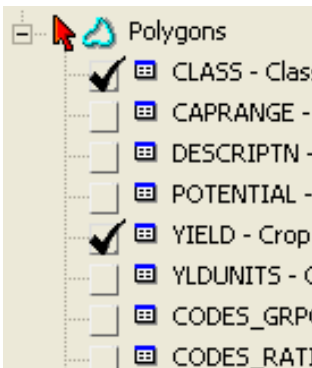 Polygons
CLASS - Clas
CAPRANGE -
DESCRIPTN -
POTENTIAL -
YIELD - Crop
YLDUNITS - C
CODES_GRP
CODES_RAT